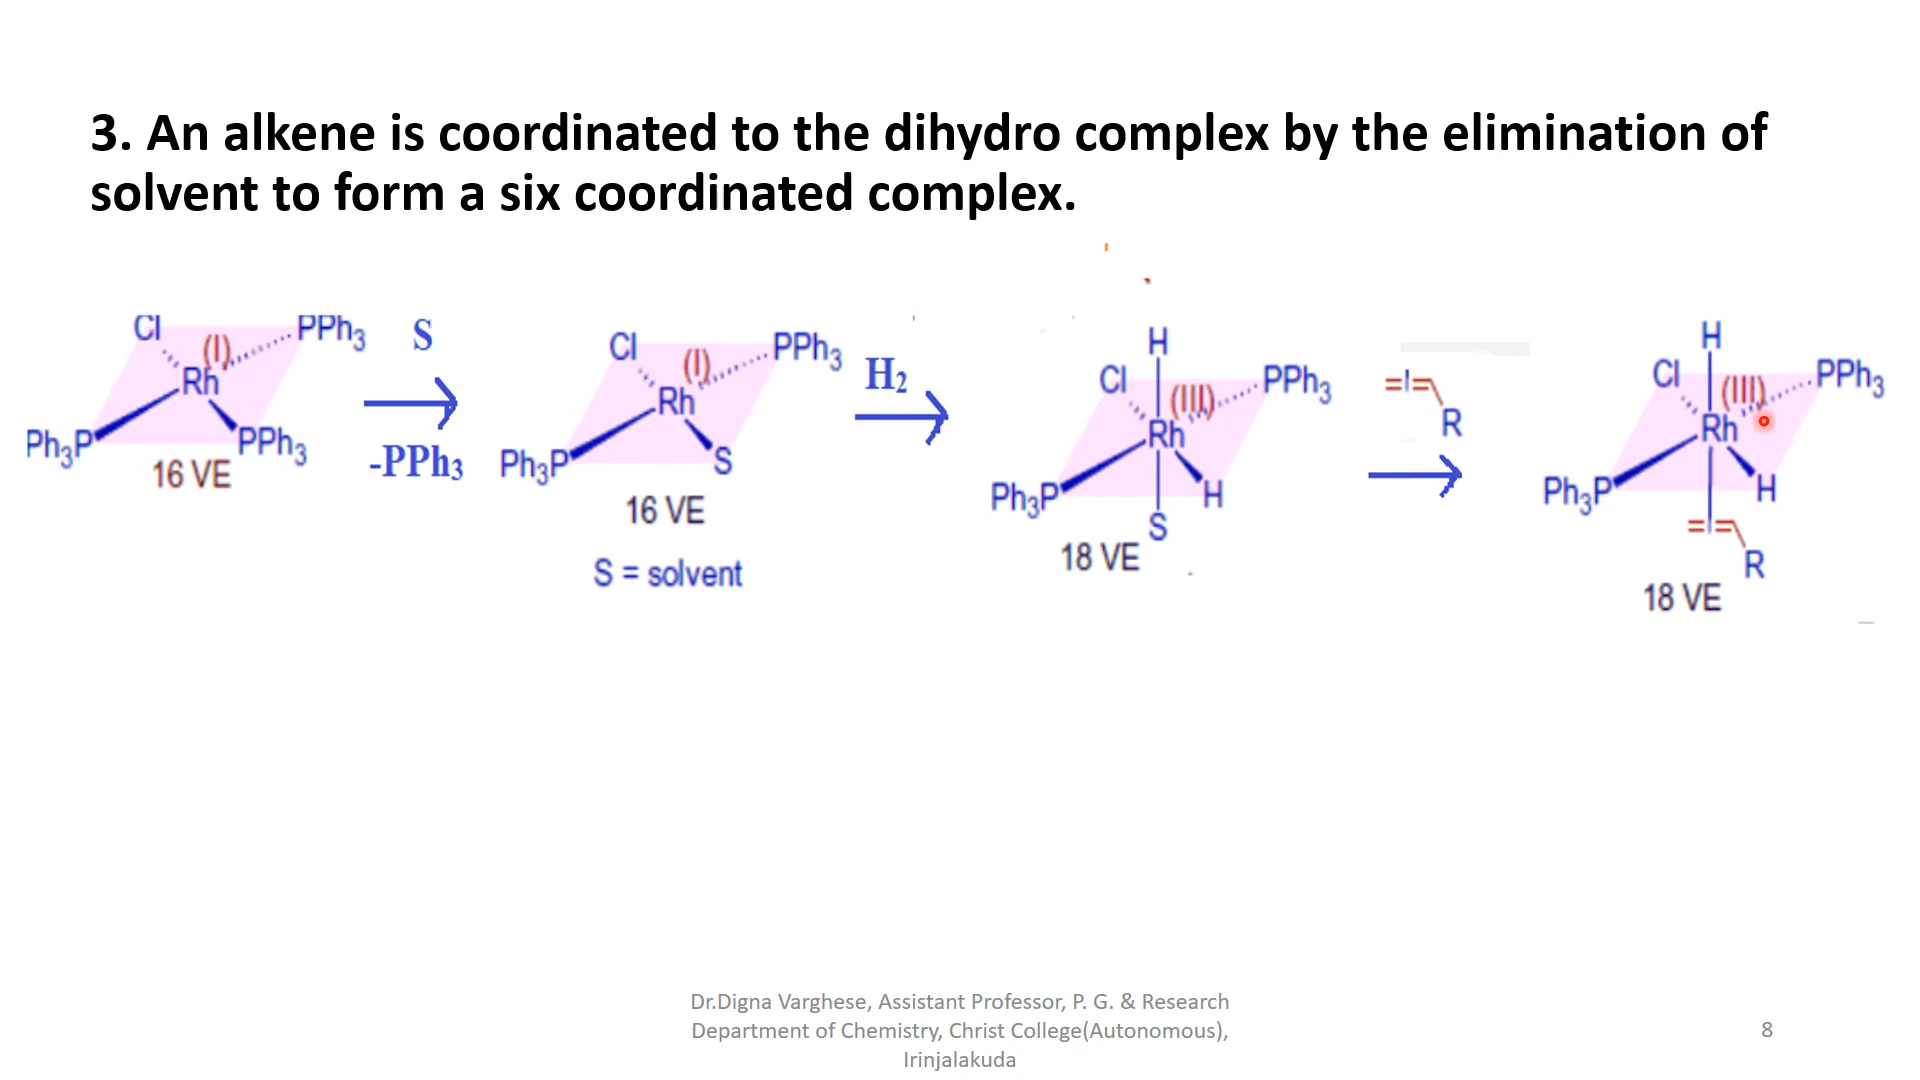 3. An alkene is coordinated to the dihydro complex by the elimination of
solvent to form a six coordinated complex.
Cl (I) PPh3
Rh
Ph3P PPh3
16 VE
S
-PPh3
Cl (I) PPh3
Rh
Ph3P S
16 VE
S = solvent
H2
H
Cl (III) PPh3
Rh
Ph3P H
S
18 VE
R
H
Cl (III) PPh3
Rh
Ph3P H
R
18 VE
Dr.Digna Varghese, Assistant Professor, P. G. & Research
Department of Chemistry, Christ College(Autonomous),
Irinjalakuda
8